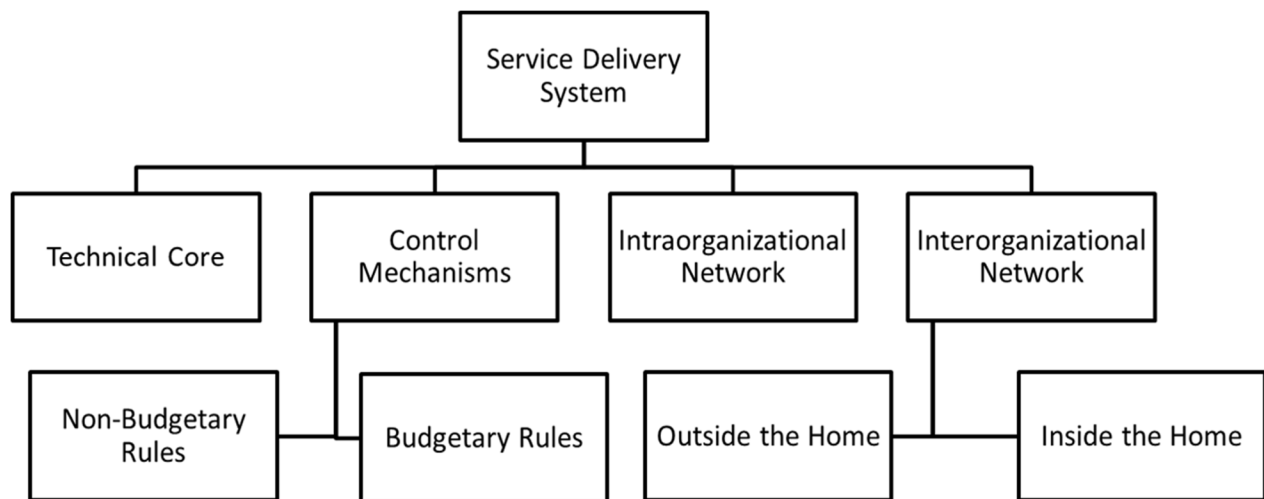 Service Delivery
System
Technical Core
Control
Mechanisms
Intraorganizational
Network
Interorganizational
Network
Non-Budgetary
Rules
Budgetary Rules
Outside the Home
Inside the Home